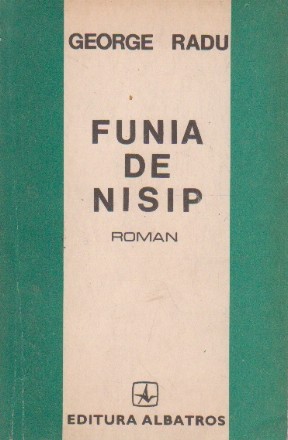 GEORGE RADU
FUNIA
DE
NISIP
ROMAN
EDITURA ALBATROS